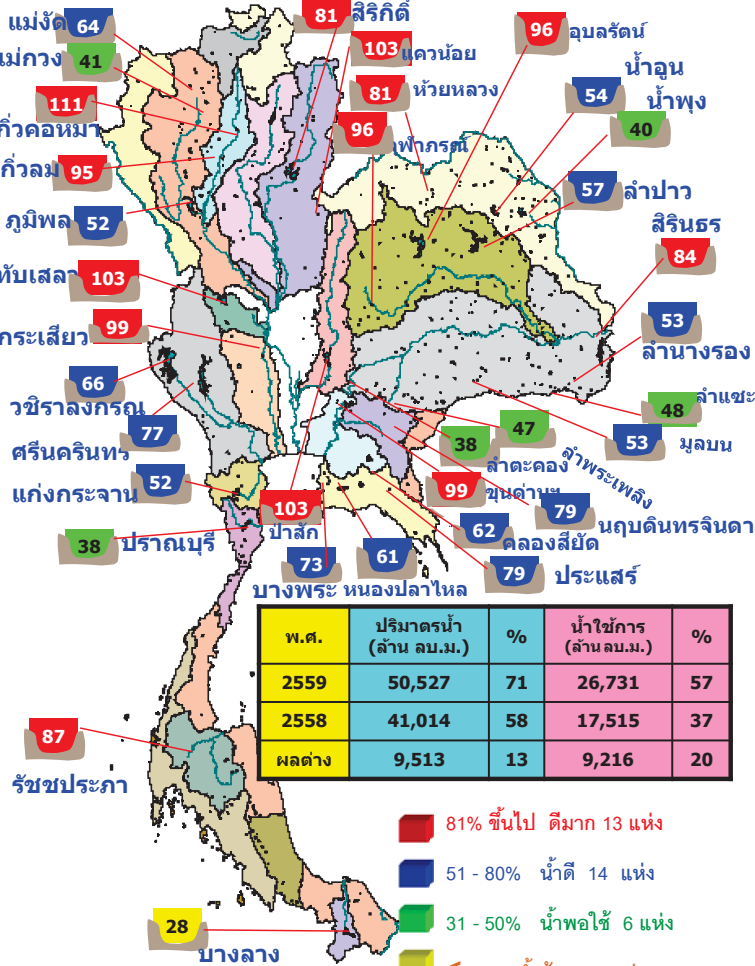 แม่งัด 64
81 สิริกิติ์
96 อุบลรัตน์
แม่กวง 41
103 แควน้อย
น้ำอูน 54
81 ห้วยหลวง
น้ำพุง 40
111
กิ่วคอหมา
96 ฬาภรณ์
95
กิ่วลม
57 ลำปาว
ภูมิพล 52
สิรินธร
84
ทับเสลา 103
กระเสียว 99
53
ลำนางรอง
66
วชิราลงกรณ
48 ลำแซะ
77
ศรีนครินทร์
38
ลำตะคอง
47
ลำพระเพลิง
53 มูลบน
แก่งกระจาน 52
99
ขุนด่านฯ
79
นฤบดินทรจินดา
38 ปราณบุรี
103
ป่าสัก
62
คลองสียัด
73
บางพระ
61
หนองปลาไหล
79 ประแสร์
พ.ศ. ปริมาตรน้ำ (ล้าน ลบ.ม.) % น้ำใช้การ (ล้าน ลบ.ม.) %
2559 50,527 71 26,731 57
2558 41,014 58 17,515 37
ผลต่าง 9,513 13 9,216 20
87
รัชชประภา
81% ขึ้นไป ดีมาก 13 แห่ง
51 - 80% น้ำดี 14 แห่ง
31 - 50% น้ำพอใช้ 6 แห่ง
28
บางลาง